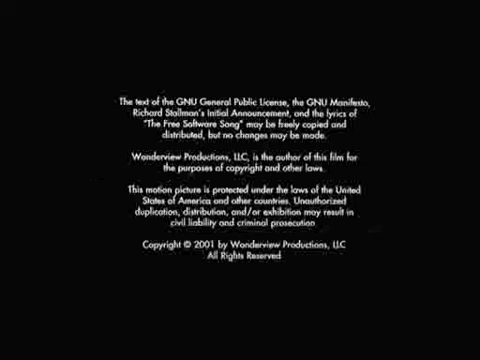 The text of the GNU General Public License, the GNU Manifesto,
Richard Stallman's Initial Announcement, and the lyrics of
"The Free Software Song" may be freely copied and
distributed, but no changes may be made.
Wonderview Productions, LLC, is the author of this film for
the purposes of copyright and other laws.
This motion picture is protected under the laws of the United
States of America and other countries. Unauthorized
duplication, distribution, and/or exhibition may result in
civil liability and criminal prosecution.
Copyright © 2001 by Wonderview Productions, LLC
All Rights Reserved